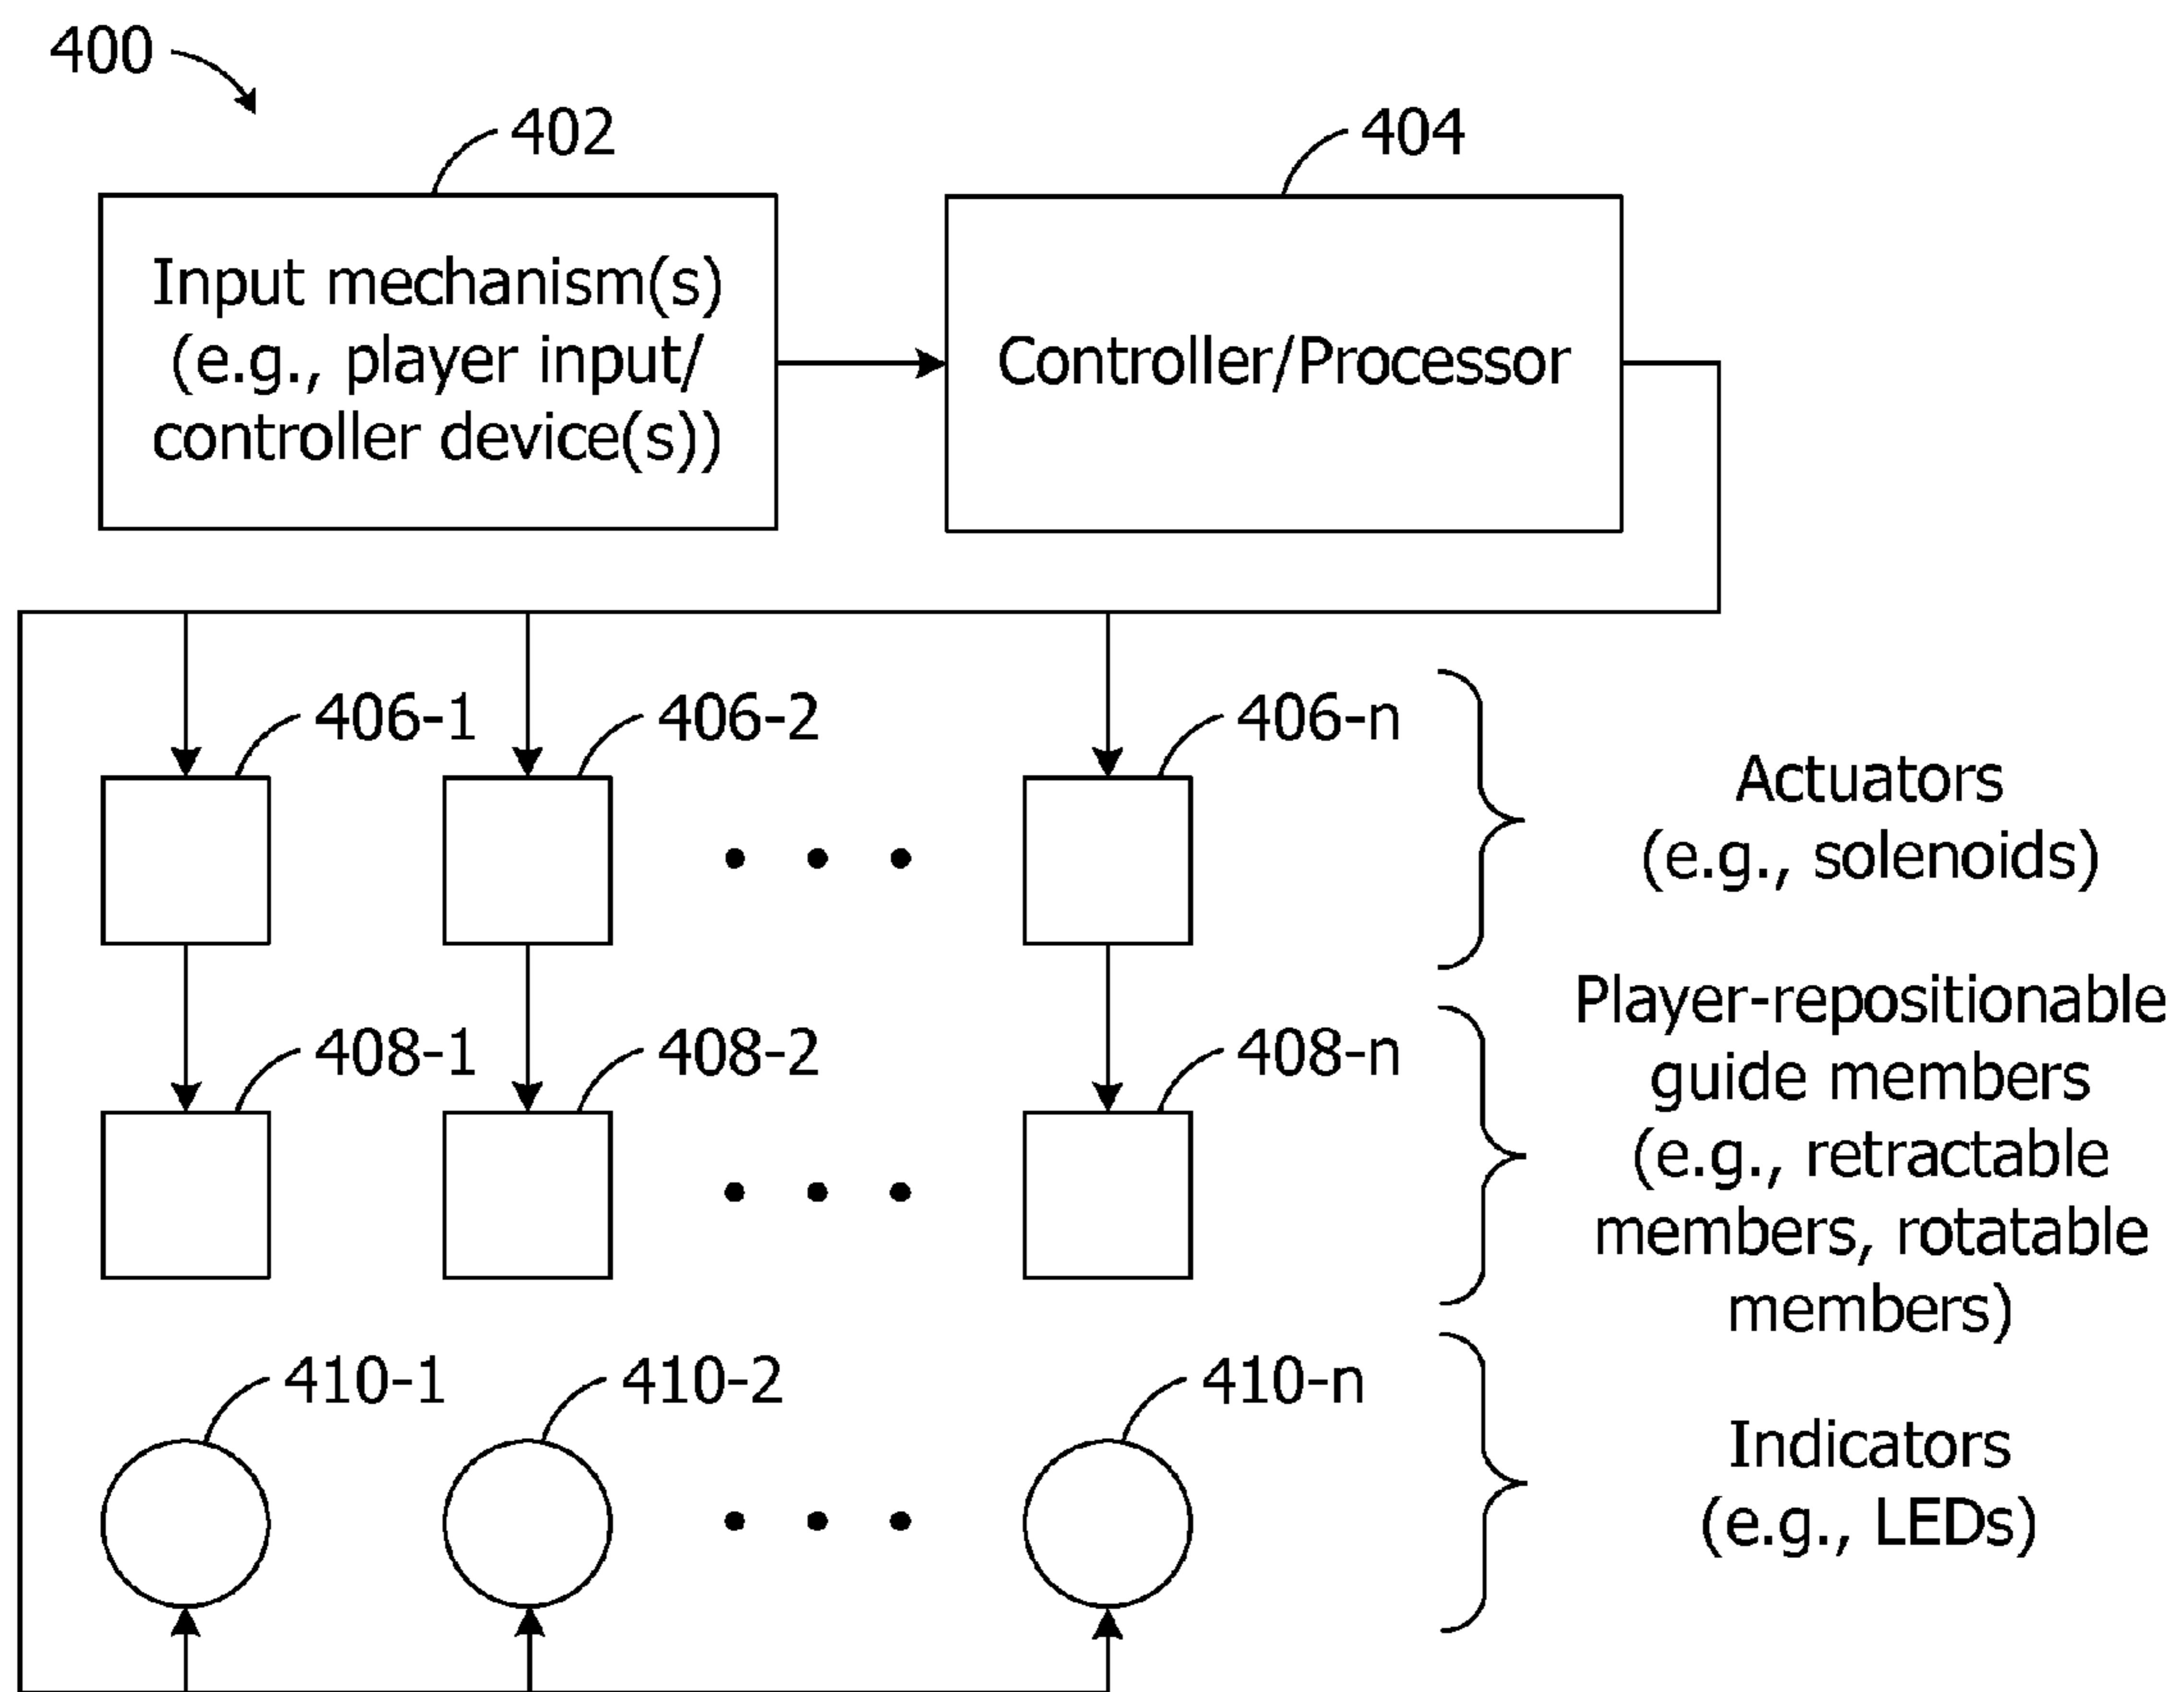 400
402
404
Input mechanism(s)
(e.g., player input/
controller device(s))
Controller/Processor
406-1
406-2
406-n
Actuators
(e.g., solenoids)
408-1
408-2
408-n
Player-repositionable
guide members
(e.g., retractable
members, rotatable
members)
410-1
410-2
410-n
Indicators
(e.g., LEDs)